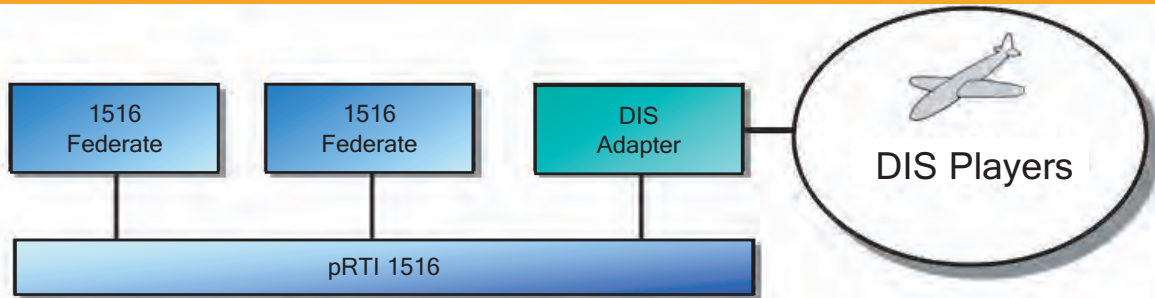 1516
Federate
1516
Federate
DIS
Adapter
DIS Players
pRTI 1516